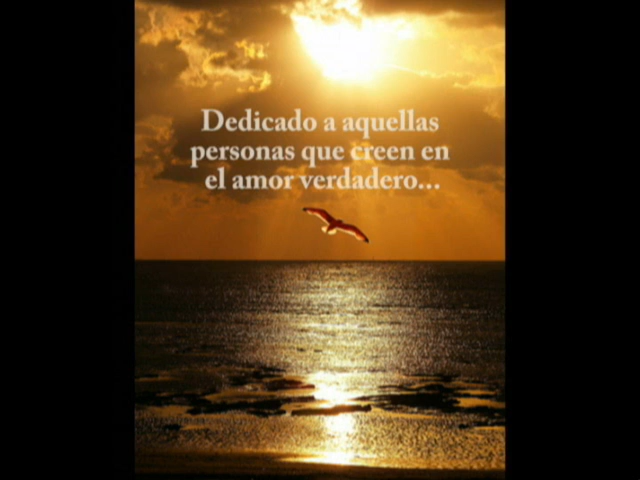 Dedicado a aquellas
personas que creen en
el amor verdadero...